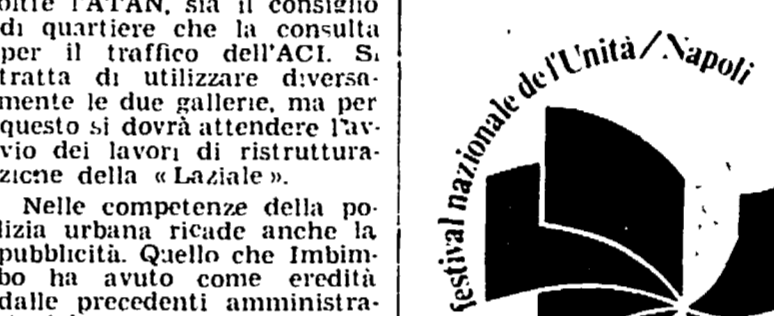 oltre l'ATAN, sia il consiglio
di quartiere che la consulta
per il traffico dell'ACI. Si
tratta di utilizzare diversa-
mente le due gallerie, ma per
questo si dovrà attendere l'av-
vio dei lavori di ristruttura-
zione della « Laziale ».
Nelle competenze della po-
lizia urbana ricade anche la
pubblicità. Quello che Imbim-
bo ha avuto come eredità
dalle precedenti amministra-
festival nazionale de l'Unità/Napoli